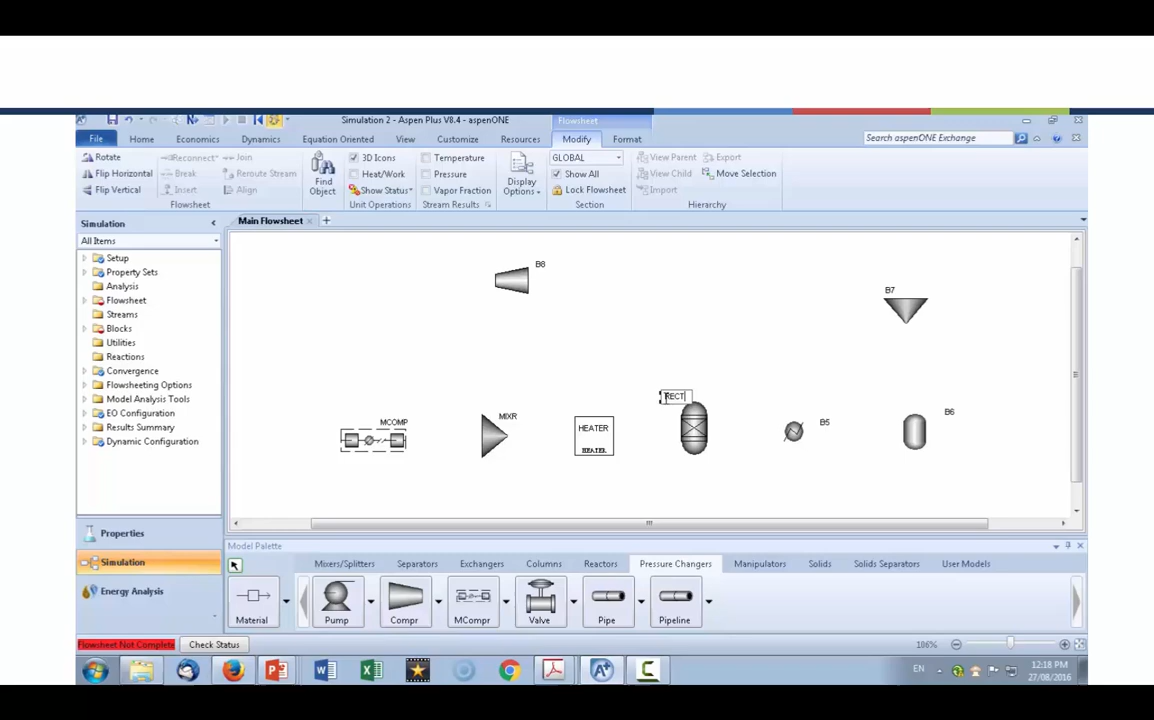 Simulation 2 - Aspen Plus V8.4 - aspenONE
Flowsheet
File
Home
Economics
Dynamics
Equation Oriented
View
Customize
Resources
Modify
Format
Search aspenONE Exchange
Rotate
Flip Horizontal
Flip Vertical
Reconnect
Break
Insert
Join
Reroute Stream
Align
Flowsheet
Find Object
3D Icons
Heat/Work
Show Status
Unit Operations
Temperature
Pressure
Vapor Fraction
Stream Results
Display Options
GLOBAL
Show All
Lock Flowsheet
Section
View Parent
View Child
Import
Export
Move Selection
Hierarchy
Simulation
All Items
Setup
Property Sets
Analysis
Flowsheet
Streams
Blocks
Utilities
Reactions
Convergence
Flowsheeting Options
Model Analysis Tools
EO Configuration
Results Summary
Dynamic Configuration
Properties
Simulation
Energy Analysis
Main Flowsheet
B8
B7
RECT
MCOMP
MIXR
HEATER
HEATER
B5
B6
Model Palette
Mixers/Splitters
Separators
Exchangers
Columns
Reactors
Pressure Changers
Manipulators
Solids
Solids Separators
User Models
Material
Pump
Compr
MCompr
Valve
Pipe
Pipeline
Flowsheet Not Complete
Check Status
186%
EN
12:18 PM
27/08/2016